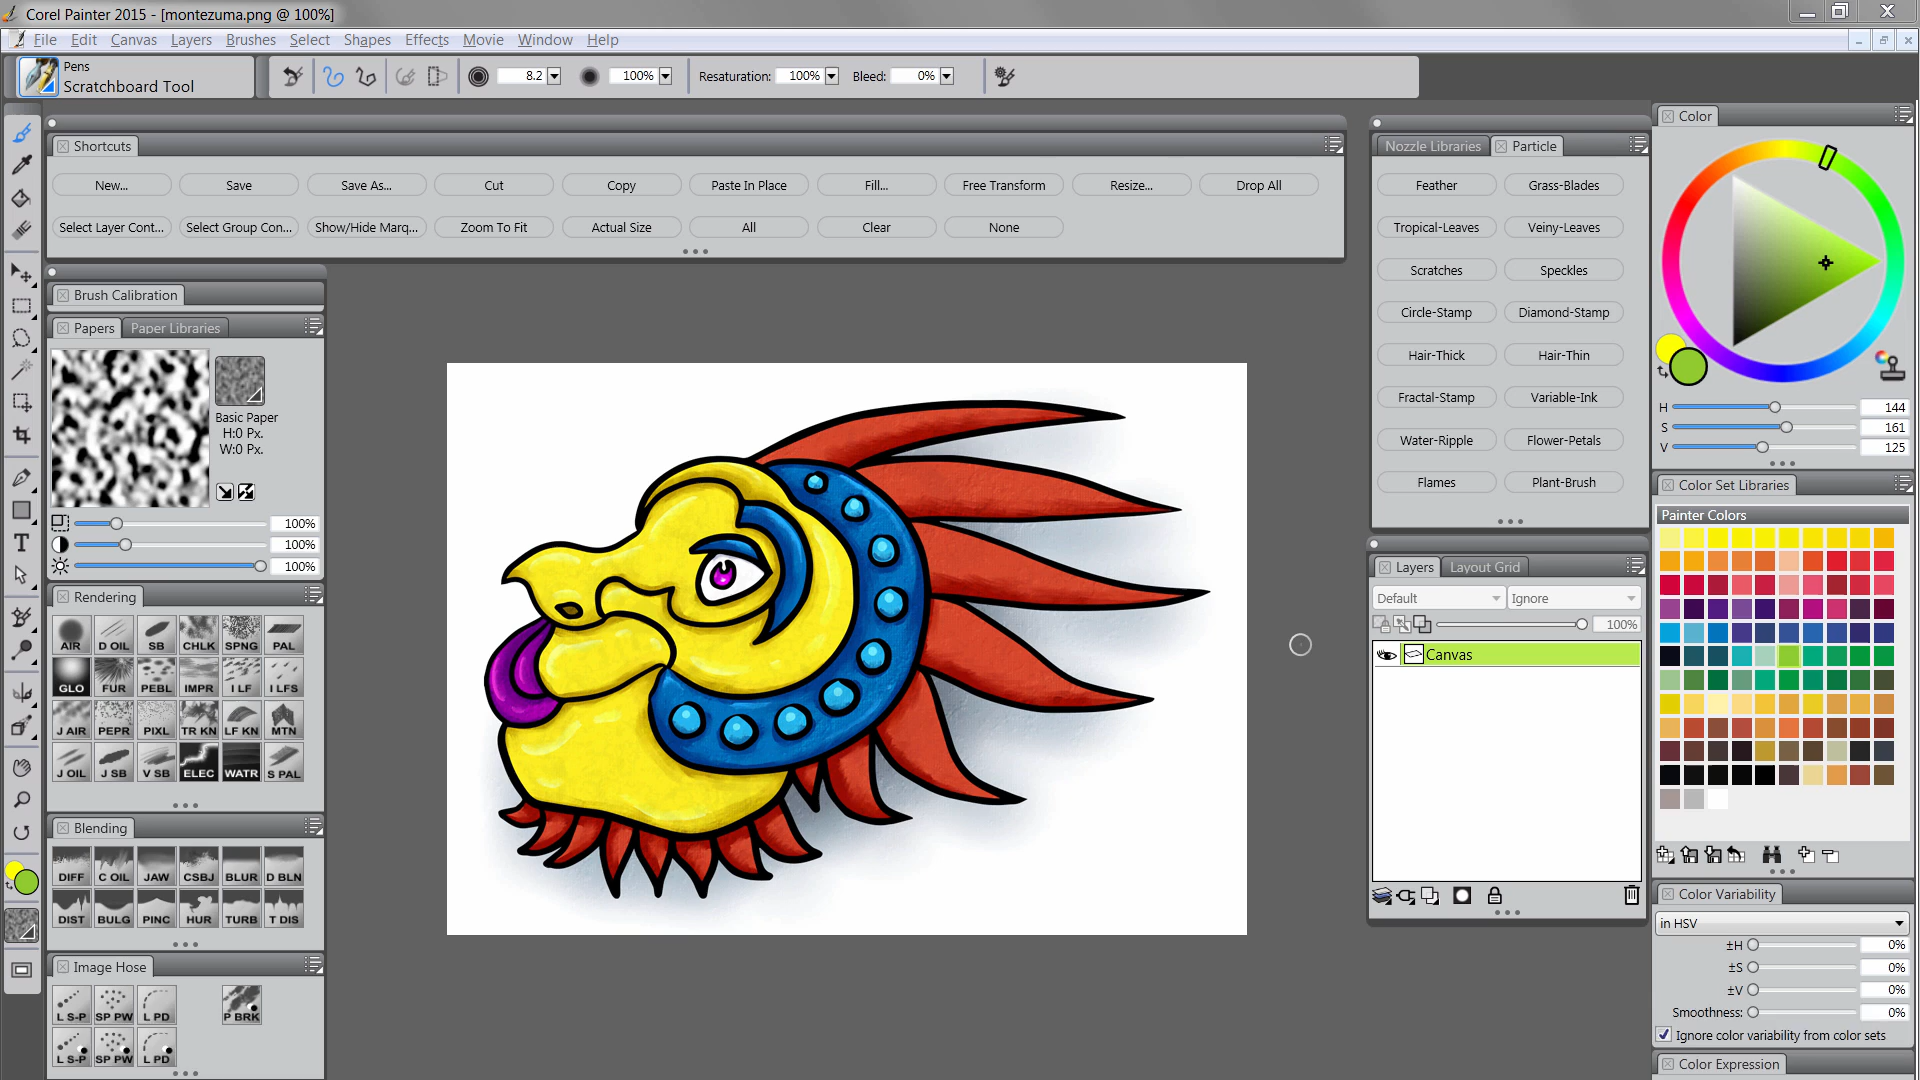 Corel Painter 2015 - [montezuma.png @ 100%]
File Edit Canvas Layers Brushes Select Shapes Effects Movie Window Help
Pens
Scratchboard Tool
8.2 100% Resaturation: 100% Bleed: 0%
Shortcuts
New... Save Save As... Cut Copy Paste In Place Fill... Free Transform Resize... Drop All
Select Layer Cont... Select Group Con... Show/Hide Marq... Zoom To Fit Actual Size All Clear None
Brush Calibration
Papers Paper Libraries
Basic Paper
H:0 Px.
W:0 Px.
100%
100%
100%
Rendering
AIR D OIL SB CHLK SPNG PAL
GLO FUR PEBL IMPR I LF I LFS
J AIR PEPR PIXL TR KN LF KN MTN
J OIL J SB V SB ELEC WATR S PAL
Blending
DIFF C OIL JAW CSBJ BLUR D BLN
DIST BULG PINC HUR TURB T DIS
Image Hose
L S-P SP PW L PD P BRK
L S-P SP PW L PD
T
Nozzle Libraries Particle
Feather Grass-Blades
Tropical-Leaves Veiny-Leaves
Scratches Speckles
Circle-Stamp Diamond-Stamp
Hair-Thick Hair-Thin
Fractal-Stamp Variable-Ink
Water-Ripple Flower-Petals
Flames Plant-Brush
Layers Layout Grid
Default Ignore
100%
Canvas
Color
H 144
S 161
V 125
Color Set Libraries
Painter Colors
Color Variability
in HSV
±H 0%
±S 0%
±V 0%
Smoothness: 0%
Ignore color variability from color sets
Color Expression